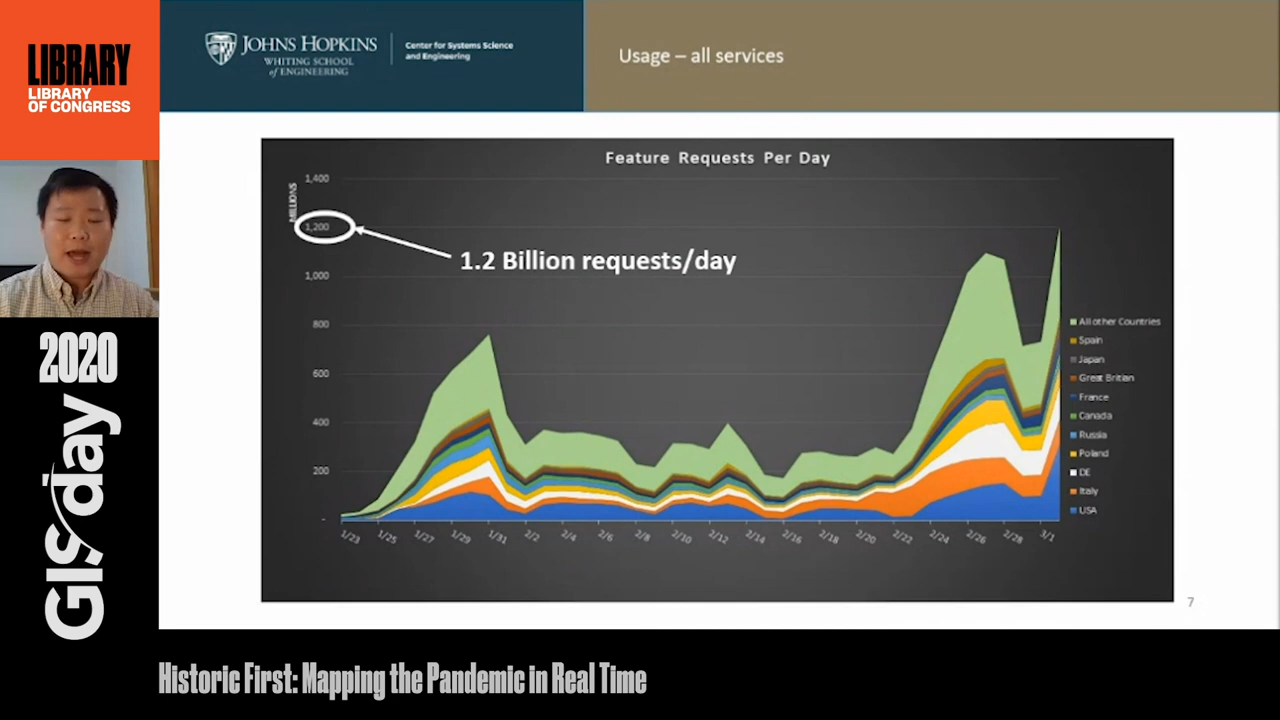 LIBRARY
LIBRARY
OF CONGRESS
JOHNS HOPKINS
WHITING SCHOOL
of ENGINEERING
Center for Systems Science
and Engineering
Usage – all services
Feature Requests Per Day
MILLIONS
1,400
1,200
1,000
800
600
400
200
-
1.2 Billion requests/day
1/23
1/25
1/27
1/29
1/31
2/2
2/4
2/6
2/8
2/10
2/12
2/14
2/16
2/18
2/20
2/22
2/24
2/26
2/28
3/1
All other Countries
Spain
Japan
Great Britian
France
Canada
Russia
Poland
DE
Italy
USA
7
GISday
2020
Historic First: Mapping the Pandemic in Real Time